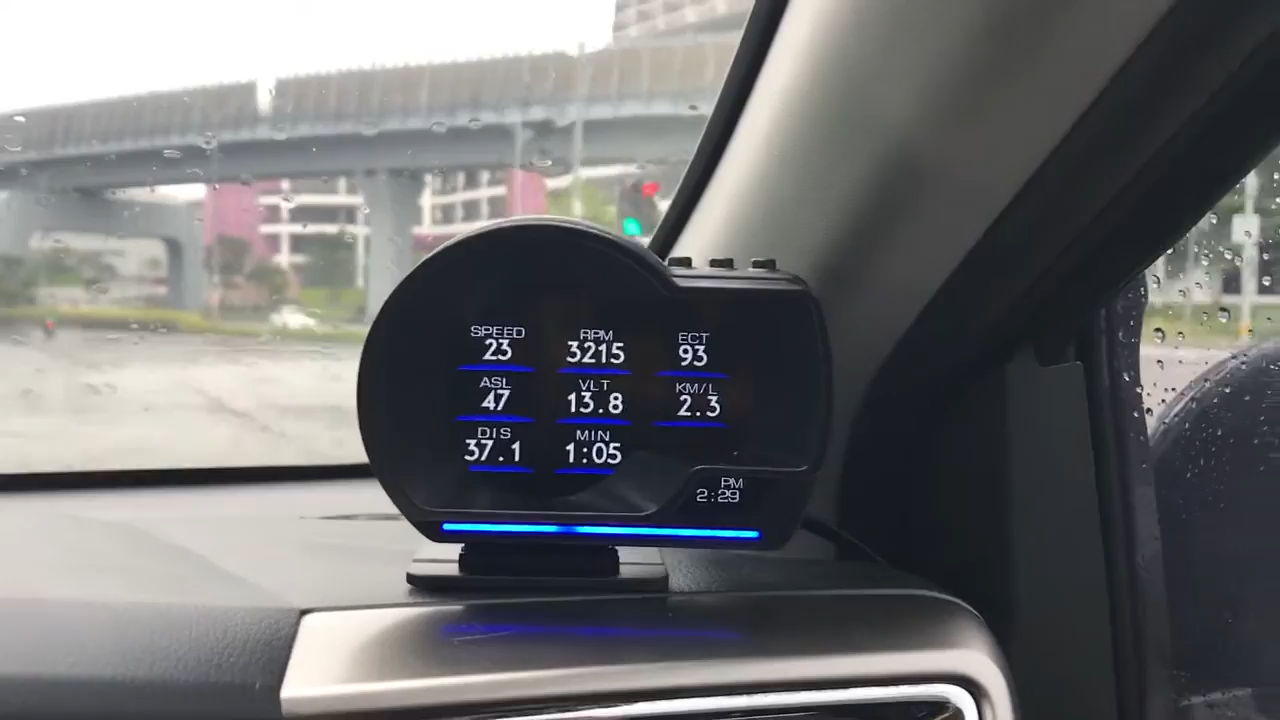 SPEED RPM ECT
23 3215 93
ASL VLT KM/L
47 13.8 2.3
DIS MIN
37.1 1:05
PM
2:29